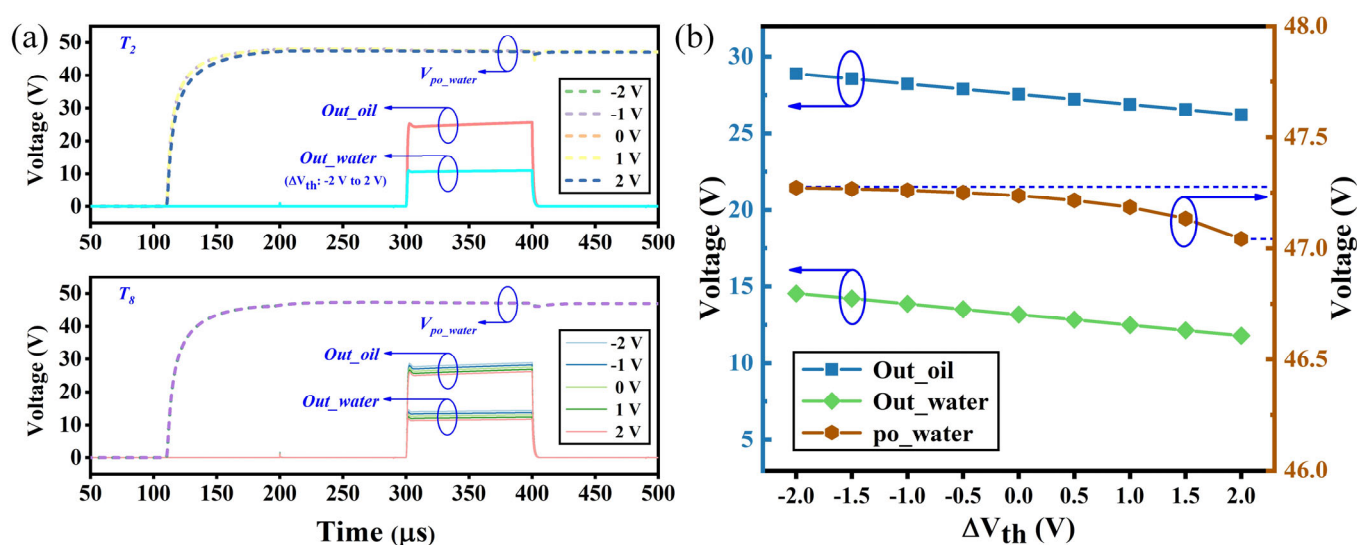 (a)
T2
50
40
30
20
10
0
Voltage (V)
Vpo_water
Out_oil
Out_water
(ΔVth: -2 V to 2 V)
-2 V
-1 V
0 V
1 V
2 V
50 100 150 200 250 300 350 400 450 500
T8
50
40
30
20
10
0
Voltage (V)
Vpo_water
Out_oil
Out_water
-2 V
-1 V
0 V
1 V
2 V
50 100 150 200 250 300 350 400 450 500
Time (μs)
(b)
30
25
20
15
10
5
Voltage (V)
48.0
47.5
47.0
46.5
46.0
Voltage (V)
Out_oil
Out_water
po_water
-2.0 -1.5 -1.0 -0.5 0.0 0.5 1.0 1.5 2.0
ΔVth (V)